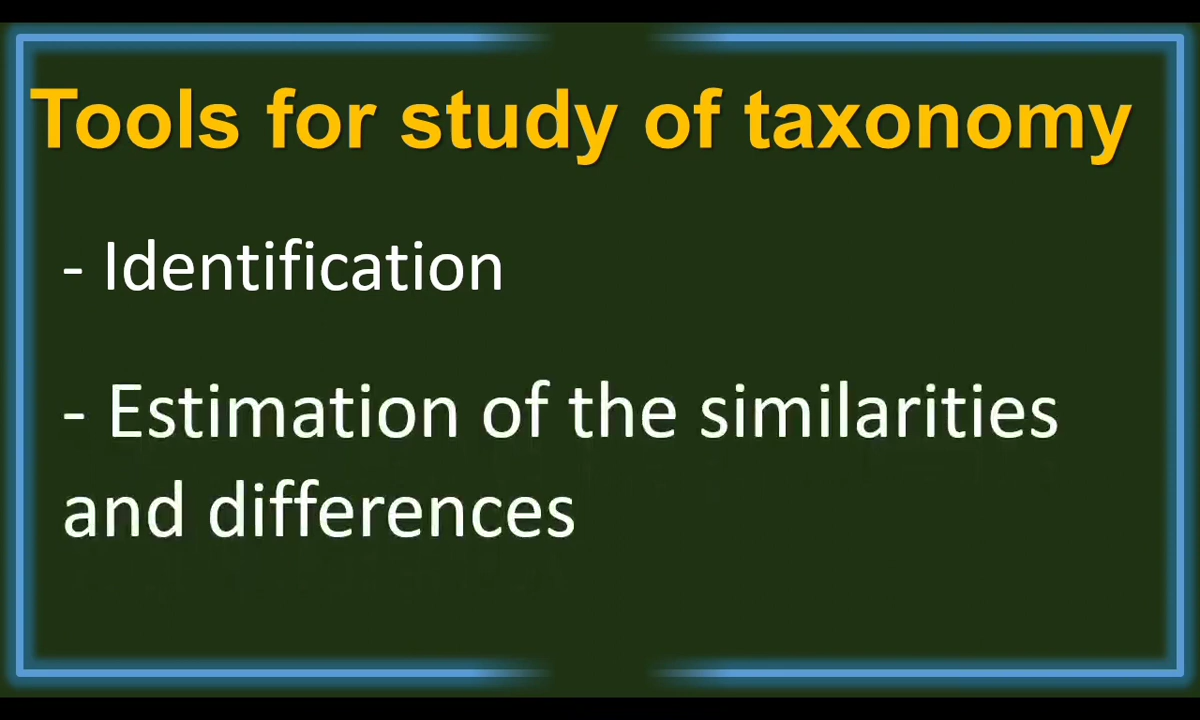 Tools for study of taxonomy
- Identification
- Estimation of the similarities
and differences